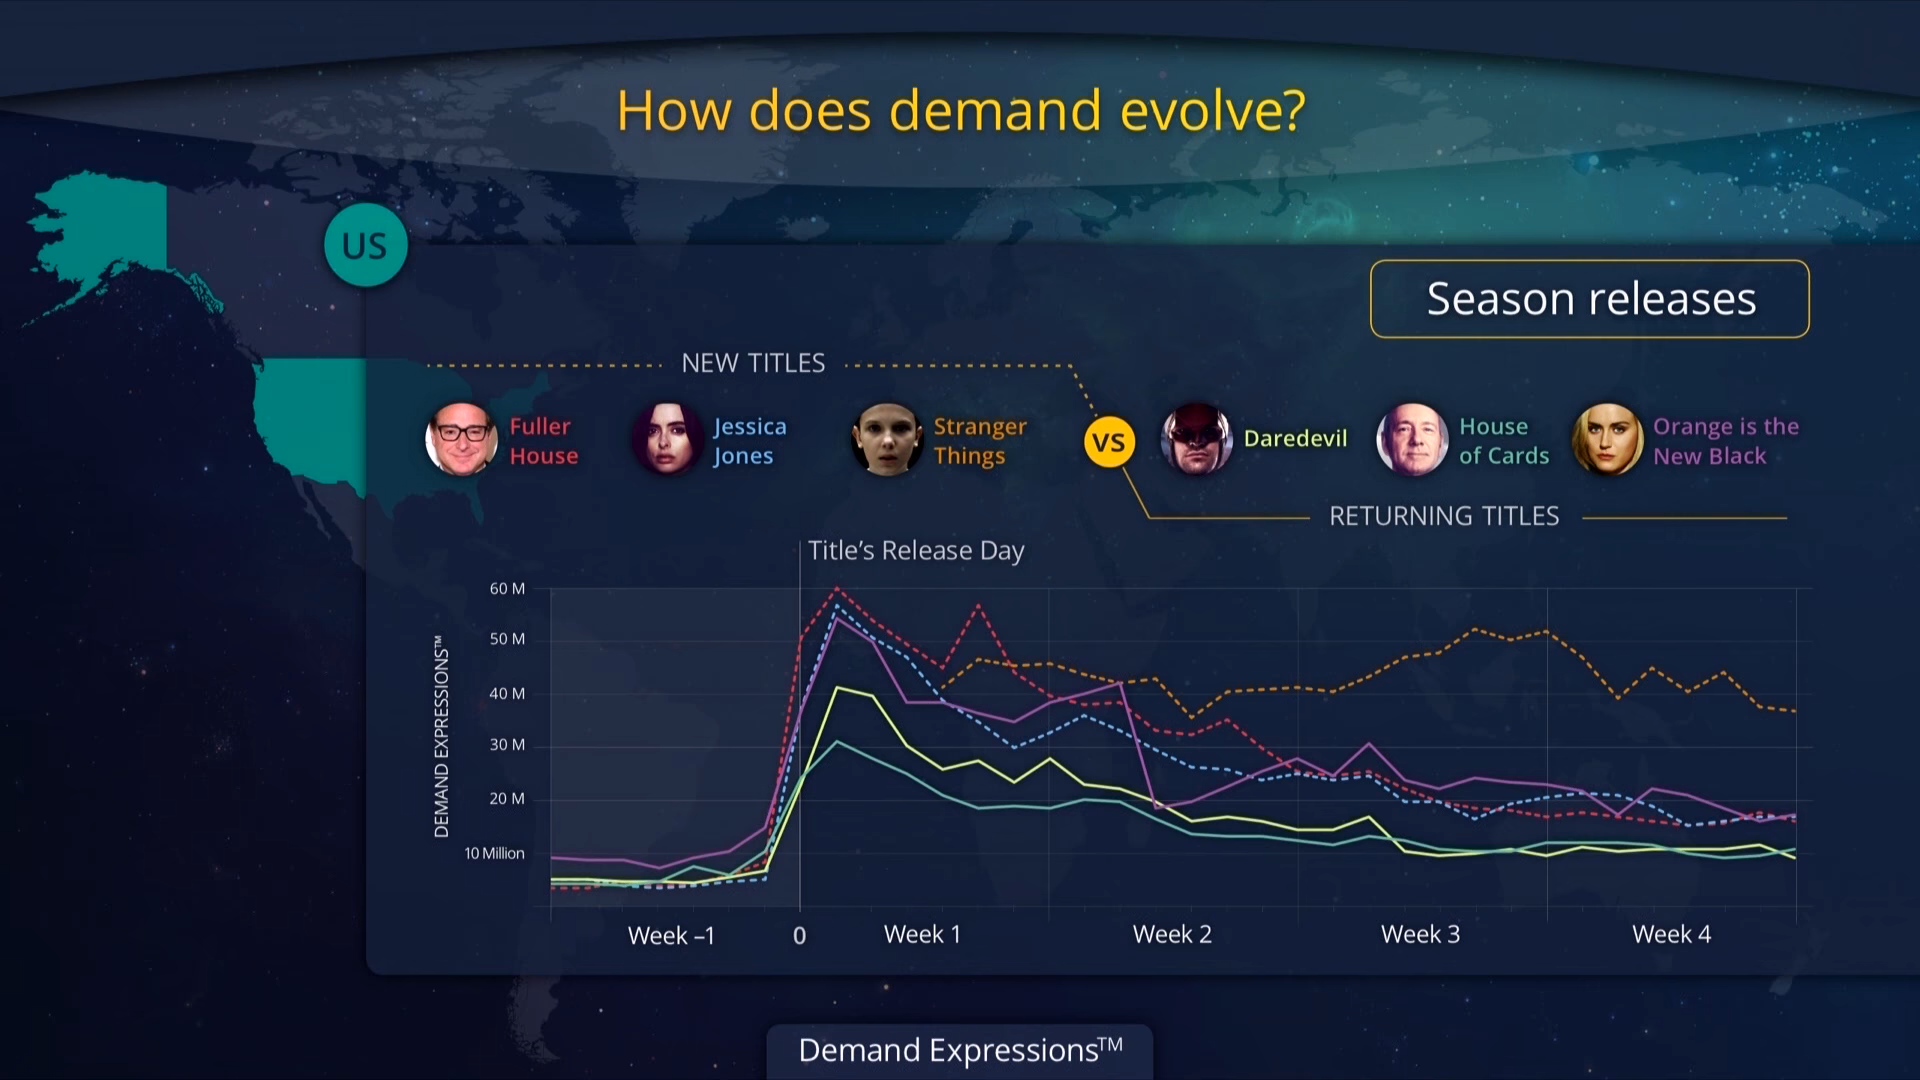 How does demand evolve?
US
Season releases
NEW TITLES
Fuller
House
Jessica
Jones
Stranger
Things
VS
Daredevil
House
of Cards
Orange is the
New Black
RETURNING TITLES
Title’s Release Day
DEMAND EXPRESSIONS™
60 M
50 M
40 M
30 M
20 M
10 Million
Week –1
0
Week 1
Week 2
Week 3
Week 4
Demand Expressions™